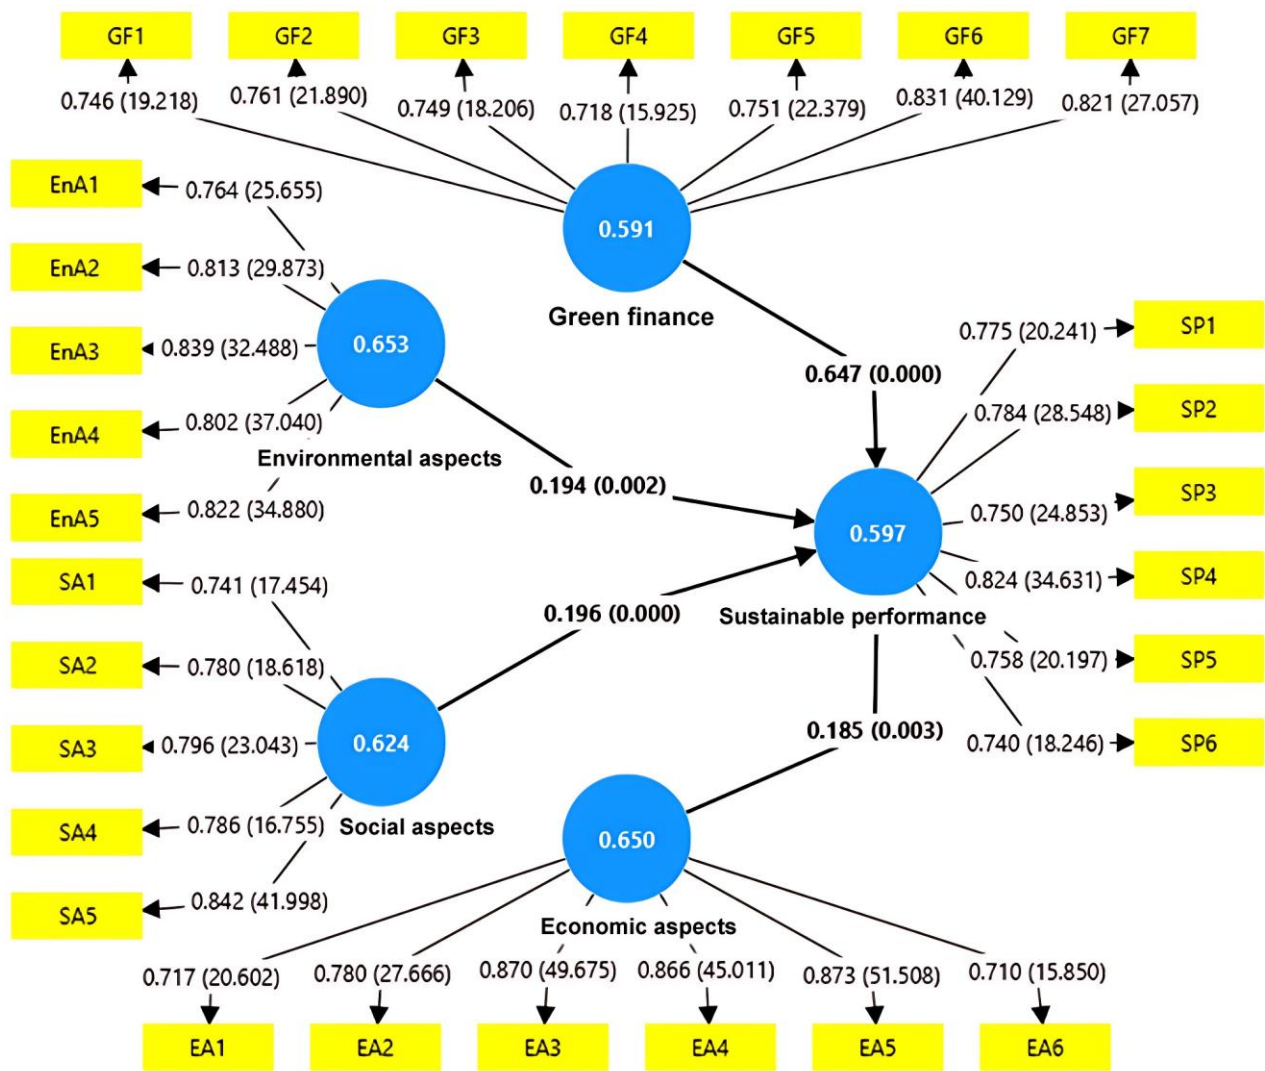 GF1 GF2 GF3 GF4 GF5 GF6 GF7
0.746 (19.218) 0.761 (21.890) 0.749 (18.206) 0.718 (15.925) 0.751 (22.379) 0.831 (40.129) 0.821 (27.057)
EnA1 0.764 (25.655)
0.591
EnA2 0.813 (29.873)
Green finance
EnA3 0.839 (32.488) 0.653
0.775 (20.241) SP1
0.647 (0.000)
EnA4 0.802 (37.040)
0.784 (28.548) SP2
Environmental aspects
0.194 (0.002)
EnA5 0.822 (34.880)
0.750 (24.853) SP3
0.597
SA1 0.741 (17.454)
0.824 (34.631) SP4
0.196 (0.000)
Sustainable performance
SA2 0.780 (18.618)
0.758 (20.197) SP5
0.185 (0.003)
SA3 0.796 (23.043) 0.624
0.740 (18.246) SP6
SA4 0.786 (16.755)
Social aspects
0.650
SA5 0.842 (41.998)
Economic aspects
0.717 (20.602) 0.780 (27.666) 0.870 (49.675) 0.866 (45.011) 0.873 (51.508) 0.710 (15.850)
EA1 EA2 EA3 EA4 EA5 EA6